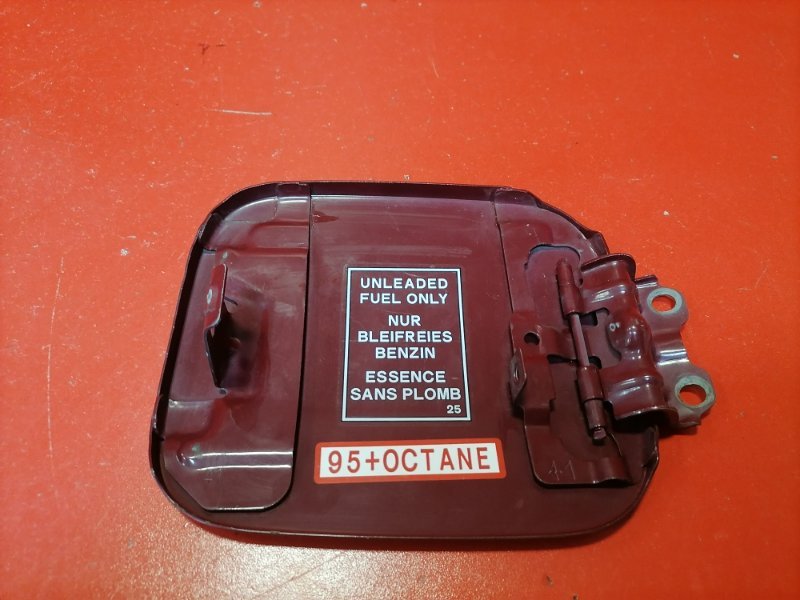 UNLEADED
FUEL ONLY
NUR
BLEIFREIES
BENZIN
ESSENCE
SANS PLOMB
25
95+OCTANE